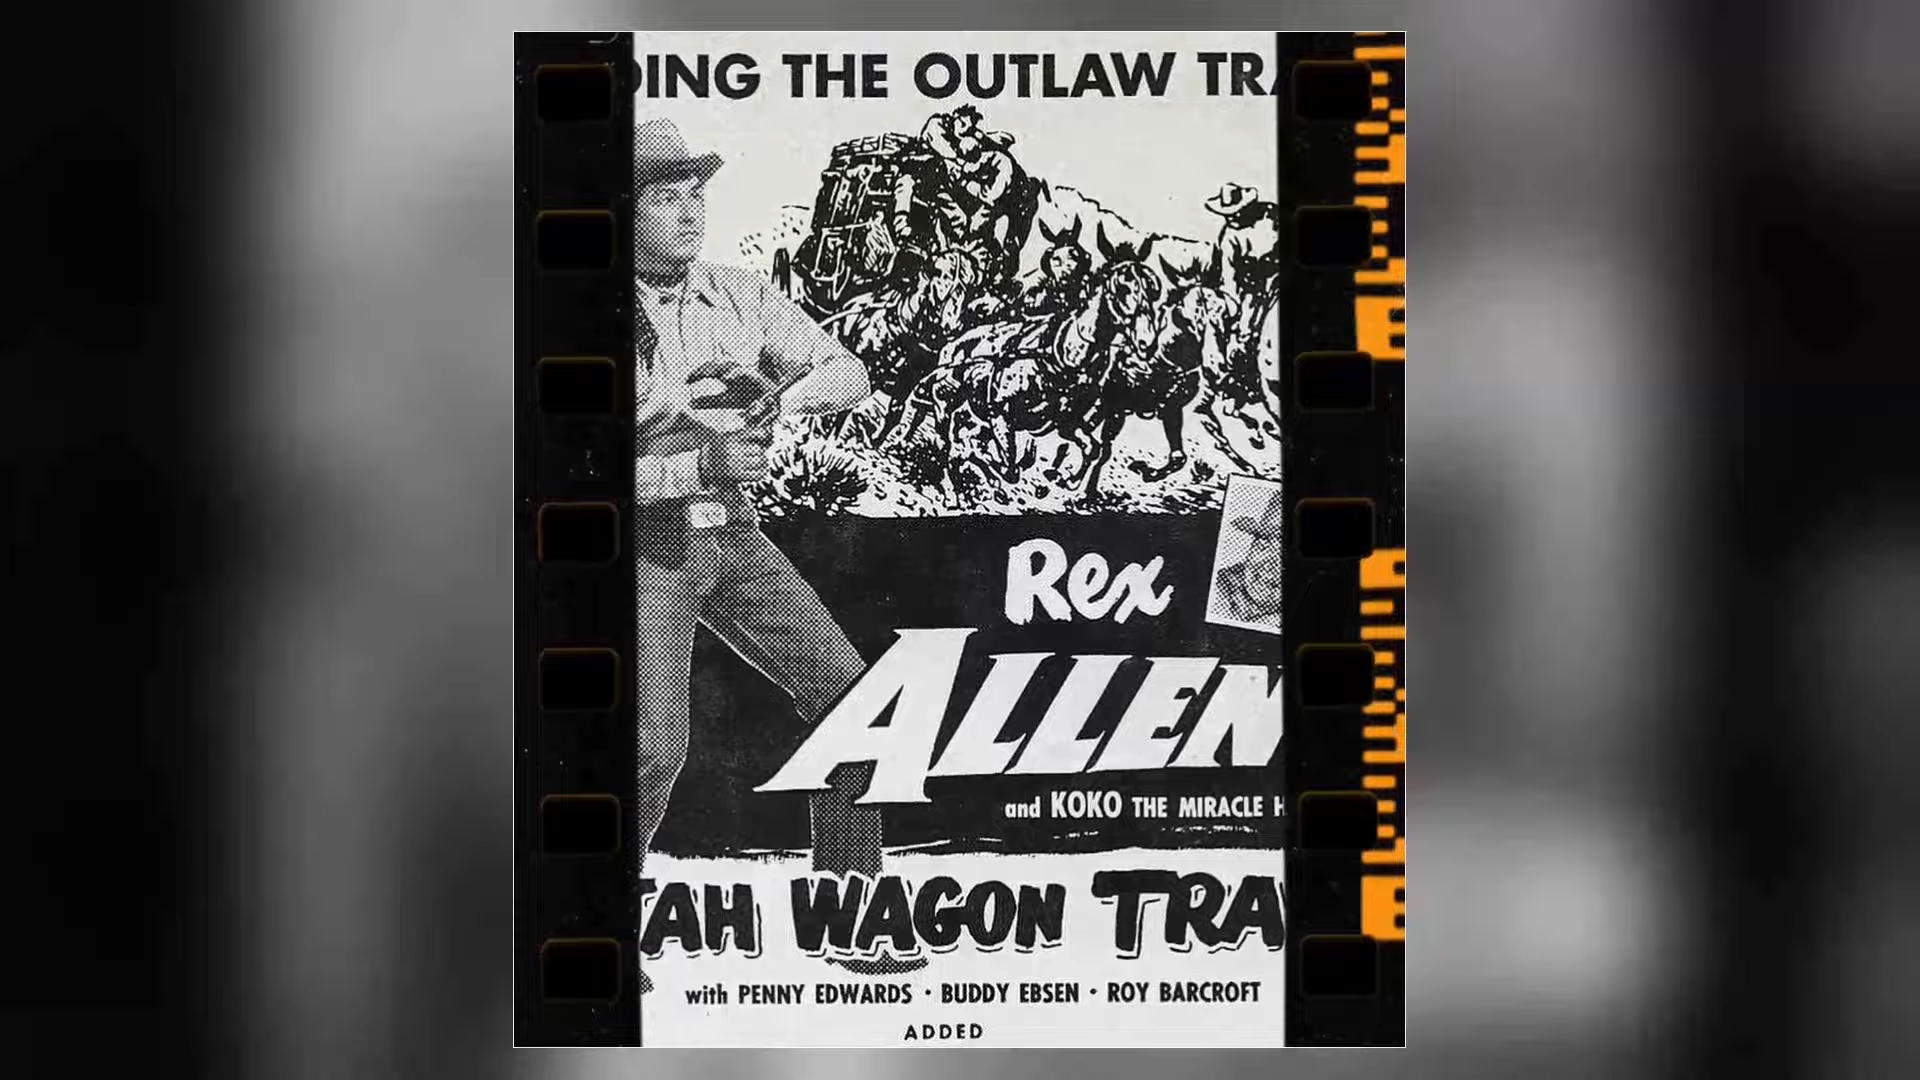 DING THE OUTLAW TRA
Rex
ALLEN
and KOKO THE MIRACLE H
TAH WAGON TRA
with PENNY EDWARDS · BUDDY EBSEN · ROY BARCROFT
ADDED